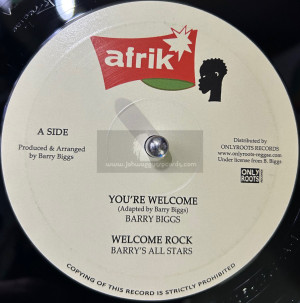 afrik
A SIDE
Produced & Arranged
by Barry Biggs
Distributed by
ONLYROOTS RECORDS
www.onlyroots-reggae.com
Under license from B. Biggs
ONLY
ROOTS
YOU'RE WELCOME
(Adapted by Barry Biggs)
BARRY BIGGS
WELCOME ROCK
BARRY'S ALL STARS
COPYING OF THIS RECORD IS STRICTLY PROHIBITED